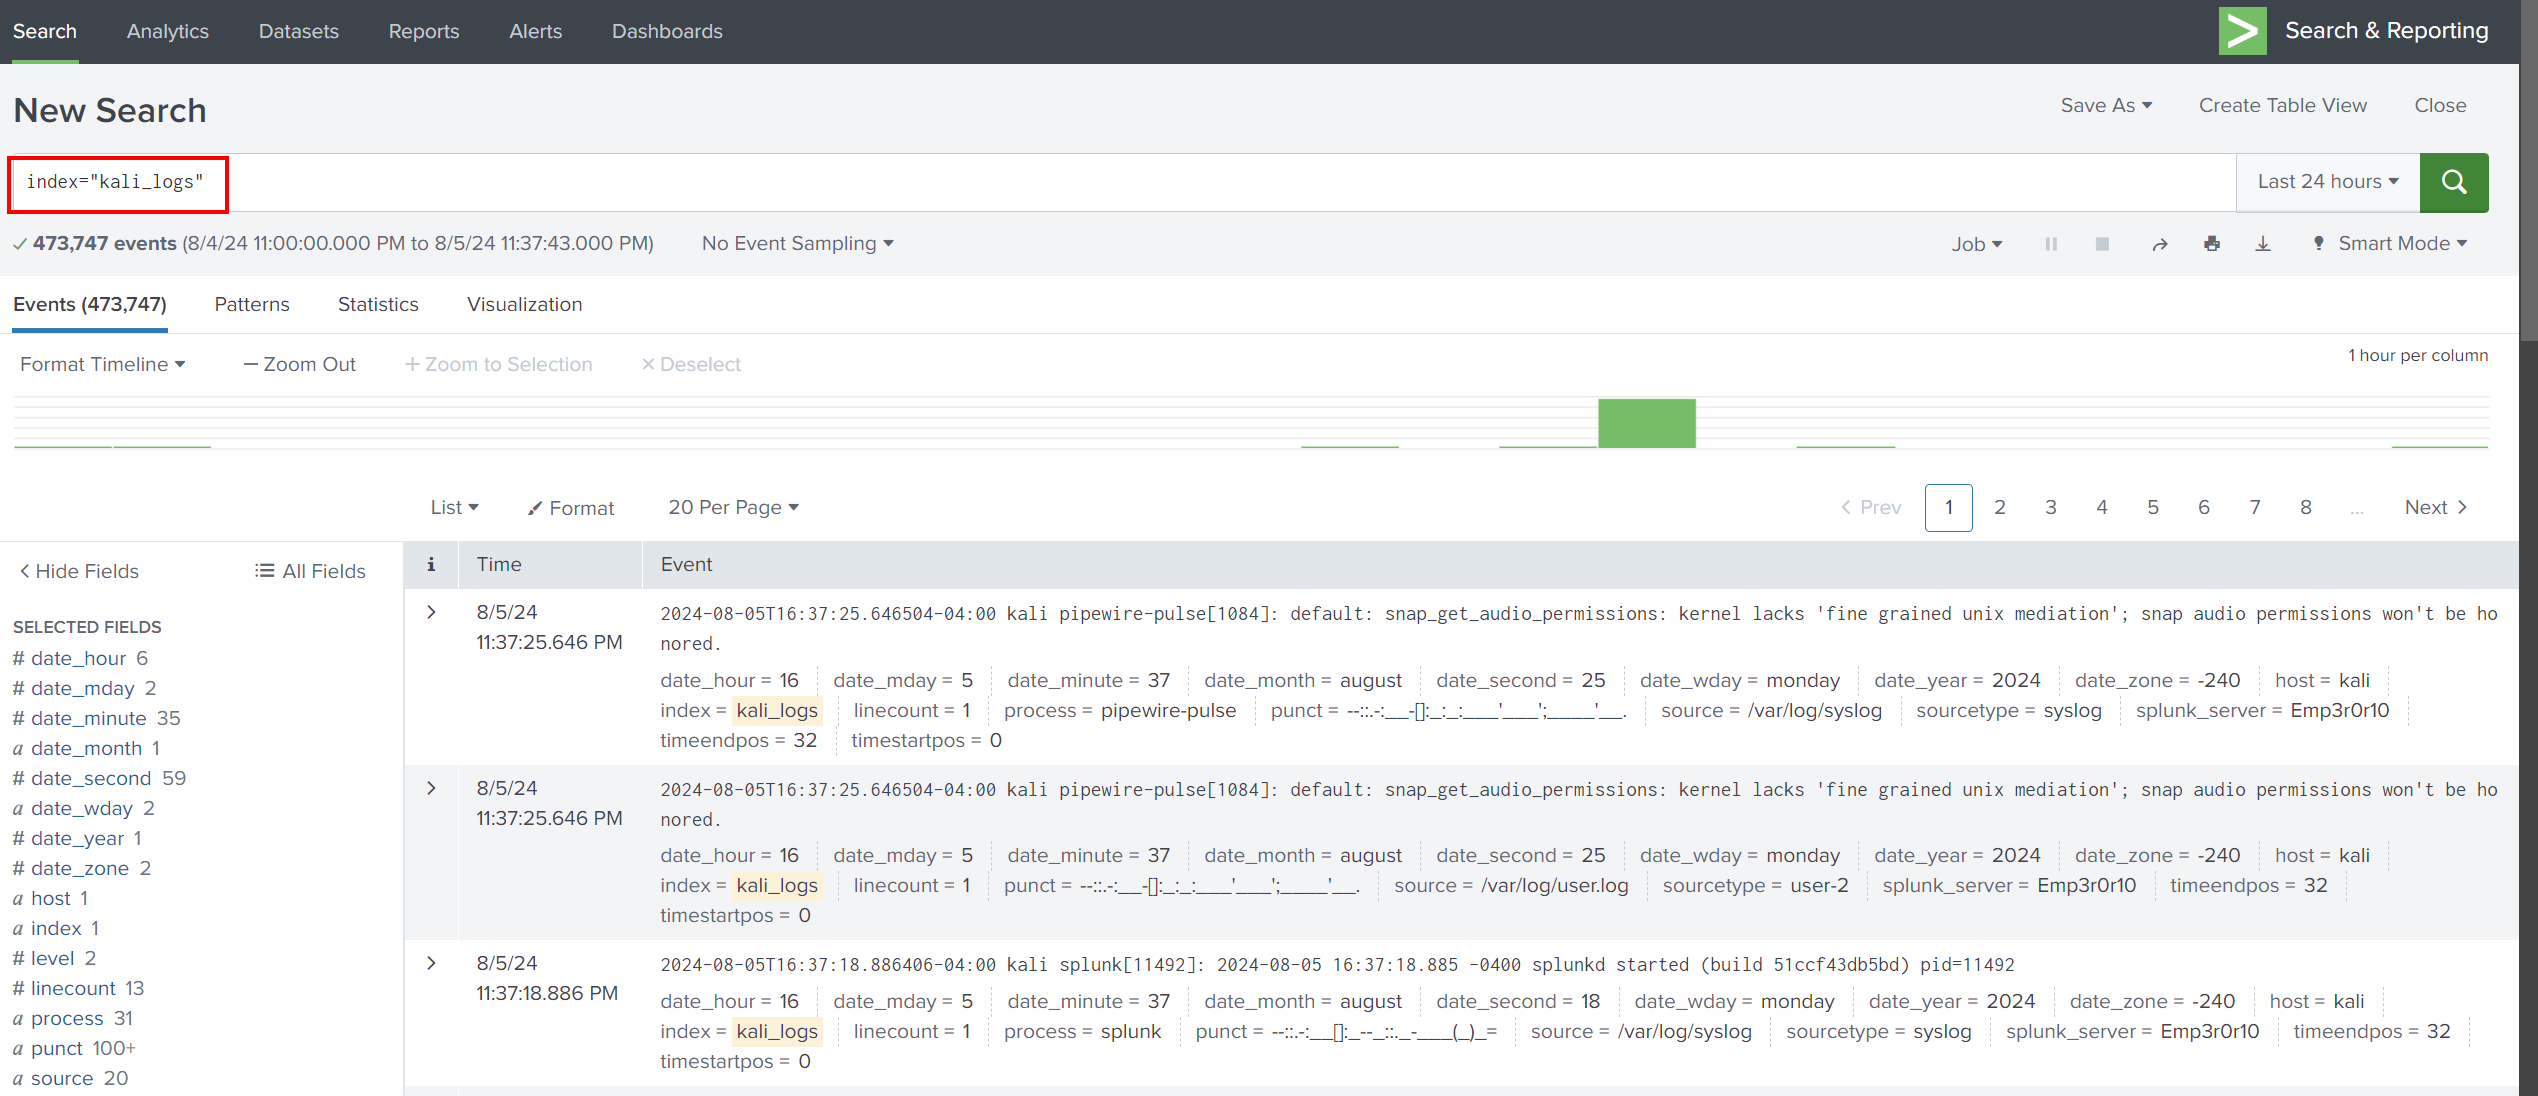 Search Analytics Datasets Reports Alerts Dashboards Search & Reporting
New Search
Save As Create Table View Close
index="kali_logs"
Last 24 hours
473,747 events (8/4/24 11:00:00.000 PM to 8/5/24 11:37:43.000 PM) No Event Sampling
Job Smart Mode
Events (473,747) Patterns Statistics Visualization
Format Timeline — Zoom Out + Zoom to Selection × Deselect
1 hour per column
List Format 20 Per Page
< Prev 1 2 3 4 5 6 7 8 ... Next >
< Hide Fields All Fields
SELECTED FIELDS
# date_hour 6
# date_mday 2
# date_minute 35
a date_month 1
# date_second 59
a date_wday 2
# date_year 1
# date_zone 2
a host 1
a index 1
# level 2
# linecount 13
a process 31
a punct 100+
a source 20
i Time Event
> 8/5/24
11:37:25.646 PM
2024-08-05T16:37:25.646504-04:00 kali pipewire-pulse[1084]: default: snap_get_audio_permissions: kernel lacks 'fine grained unix mediation'; snap audio permissions won't be ho
nored.
date_hour = 16 date_mday = 5 date_minute = 37 date_month = august date_second = 25 date_wday = monday date_year = 2024 date_zone = -240 host = kali
index = kali_logs linecount = 1 process = pipewire-pulse punct = --::.-:__-[]:_:_:___'___';____'__. source = /var/log/syslog sourcetype = syslog splunk_server = Emp3r0r10
timeendpos = 32 timestartpos = 0
> 8/5/24
11:37:25.646 PM
2024-08-05T16:37:25.646504-04:00 kali pipewire-pulse[1084]: default: snap_get_audio_permissions: kernel lacks 'fine grained unix mediation'; snap audio permissions won't be ho
nored.
date_hour = 16 date_mday = 5 date_minute = 37 date_month = august date_second = 25 date_wday = monday date_year = 2024 date_zone = -240 host = kali
index = kali_logs linecount = 1 punct = --::.-:__-[]:_:_:___'___';____'__. source = /var/log/user.log sourcetype = user-2 splunk_server = Emp3r0r10 timeendpos = 32
timestartpos = 0
> 8/5/24
11:37:18.886 PM
2024-08-05T16:37:18.886406-04:00 kali splunk[11492]: 2024-08-05 16:37:18.885 -0400 splunkd started (build 51ccf43db5bd) pid=11492
date_hour = 16 date_mday = 5 date_minute = 37 date_month = august date_second = 18 date_wday = monday date_year = 2024 date_zone = -240 host = kali
index = kali_logs linecount = 1 process = splunk punct = --::.-:__[]:_--_::._-___(_)_= source = /var/log/syslog sourcetype = syslog splunk_server = Emp3r0r10 timeendpos = 32
timestartpos = 0